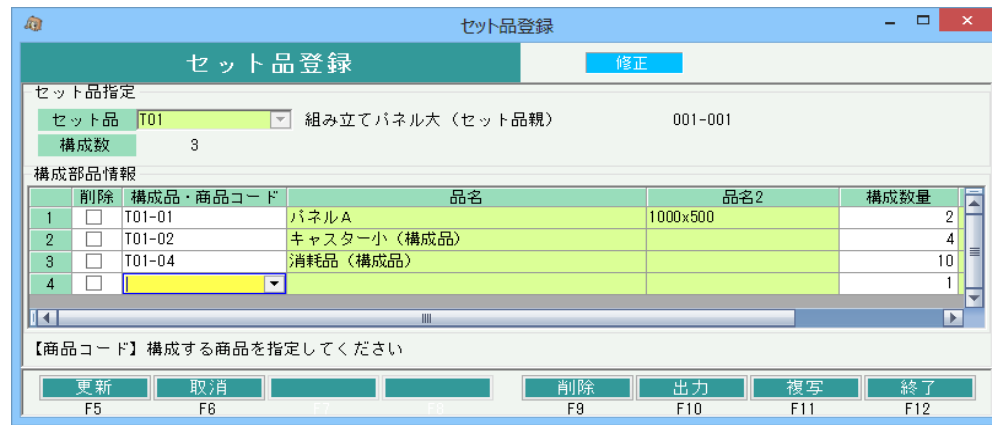 セット品登録
セット品登録 修正
セット品指定
セット品 T01 組み立てパネル大（セット品親） 001-001
構成数 3
構成部品情報
削除 構成品・商品コード 品名 品名2 構成数量
1 T01-01 パネルA 1000x500 2
2 T01-02 キャスター小（構成品） 4
3 T01-04 消耗品（構成品） 10
4 1
【商品コード】構成する商品を指定してください
更新 取消 削除 出力 複写 終了
F5 F6 F7 F8 F9 F10 F11 F12